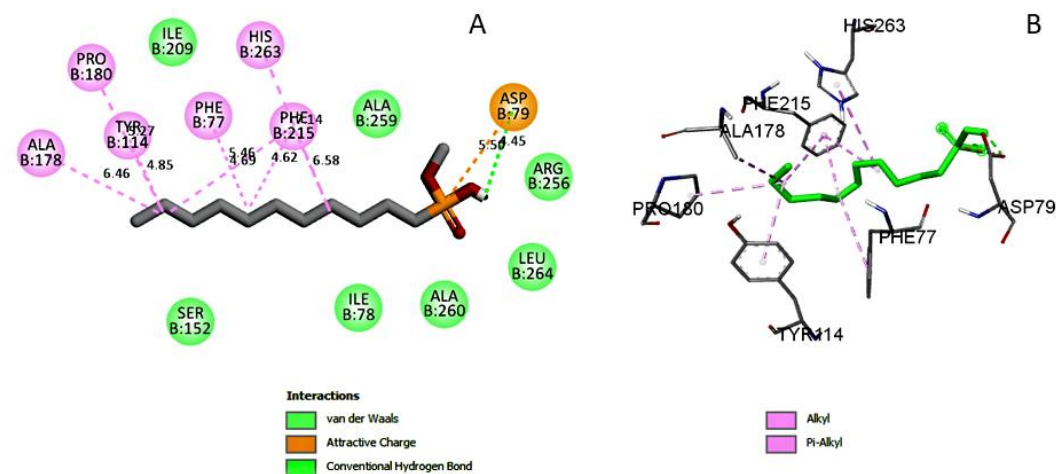 A
ILE
B:209
HIS
B:263
PRO
B:180
PHE
B:77
PHE
B:215
TYR
B:114
ALA
B:259
ASP
B:79
ALA
B:178
ARG
B:256
LEU
B:264
SER
B:152
ILE
B:78
ALA
B:260
6.46
4.85
5.46
4.69
4.62
6.58
5.50
4.45
B
HIS263
PHE215
ALA178
PRO180
PHE77
ASP79
TYR114
Interactions
van der Waals
Attractive Charge
Conventional Hydrogen Bond
Alkyl
Pi-Alkyl